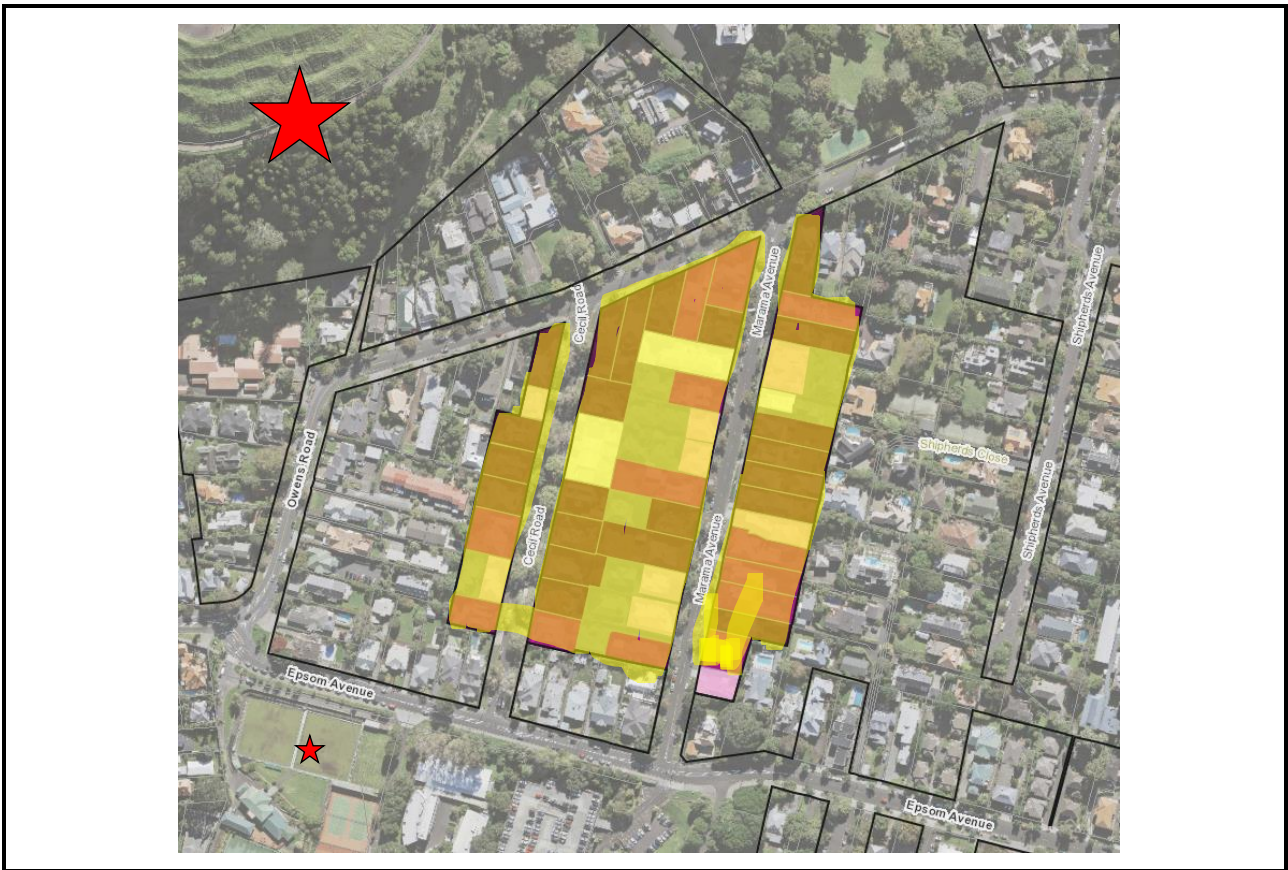 Cecil Road
Marama Avenue
Shipherds Avenue
Owens Road
Shipherds Close
Cecil Road
Marama Avenue
Shipherds Avenue
Epsom Avenue
Epsom Avenue